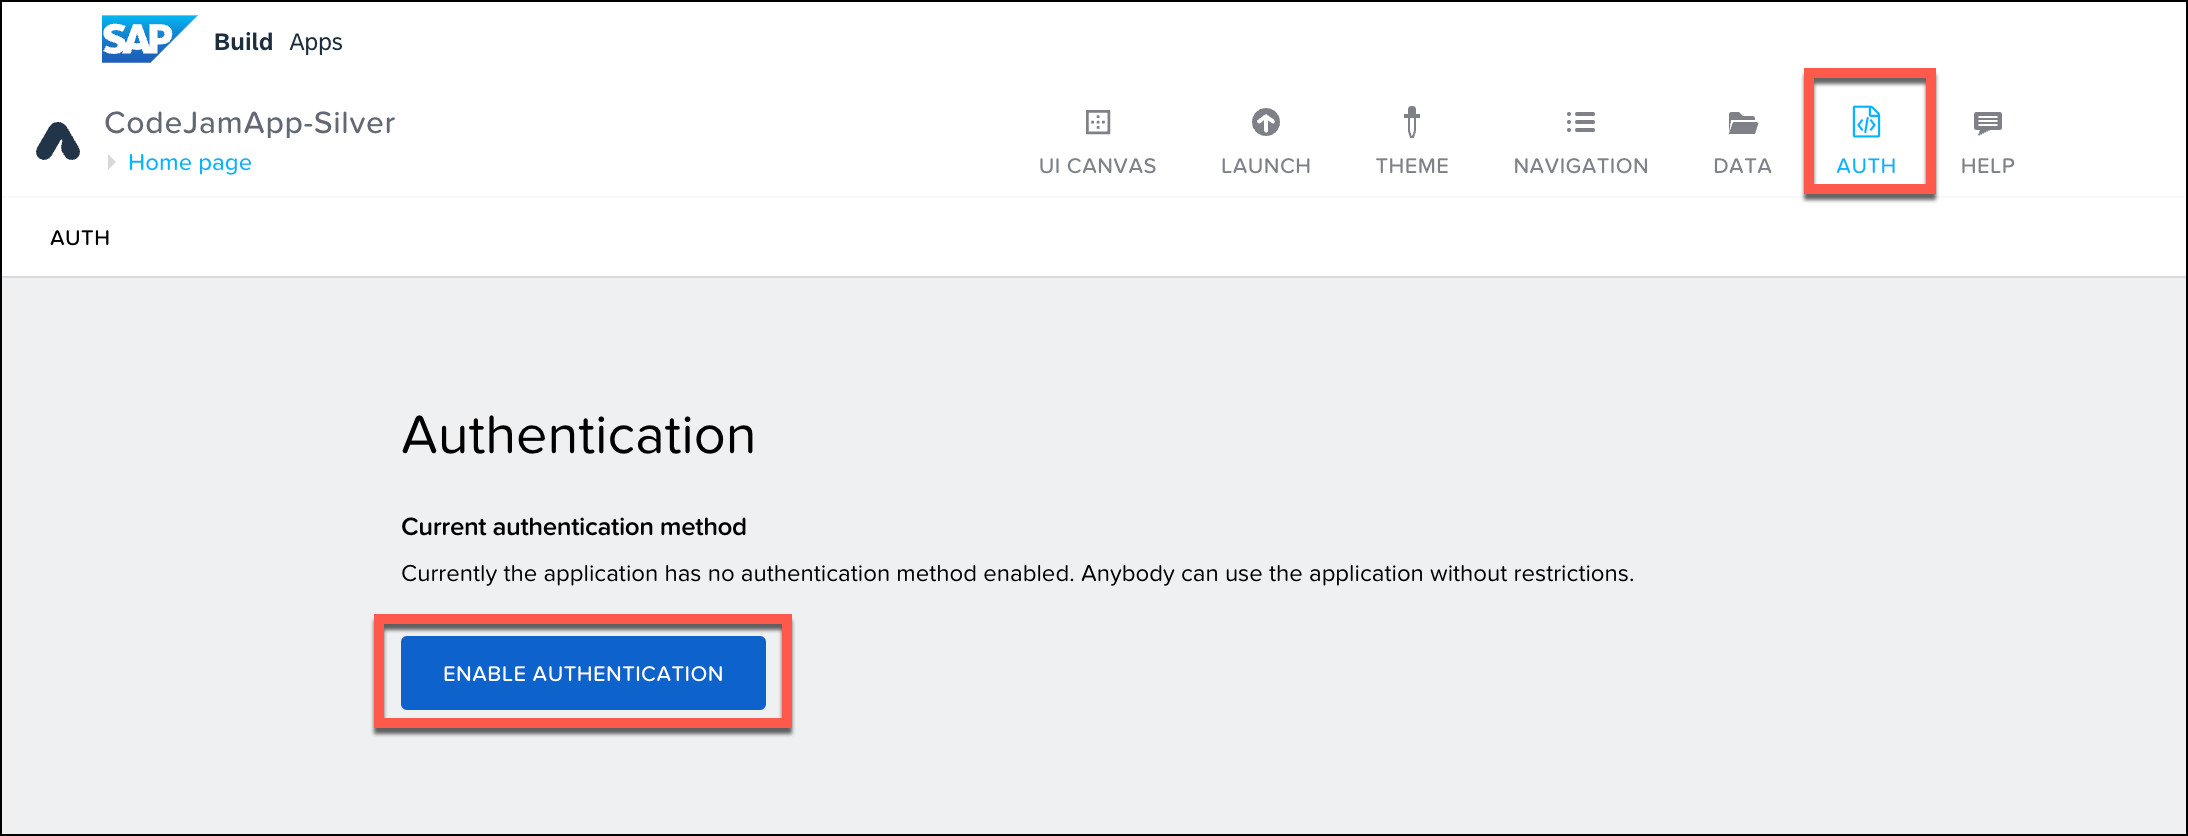 SAP Build Apps
CodeJamApp-Silver
Home page
UI CANVAS LAUNCH THEME NAVIGATION DATA AUTH HELP
AUTH
Authentication
Current authentication method
Currently the application has no authentication method enabled. Anybody can use the application without restrictions.
ENABLE AUTHENTICATION